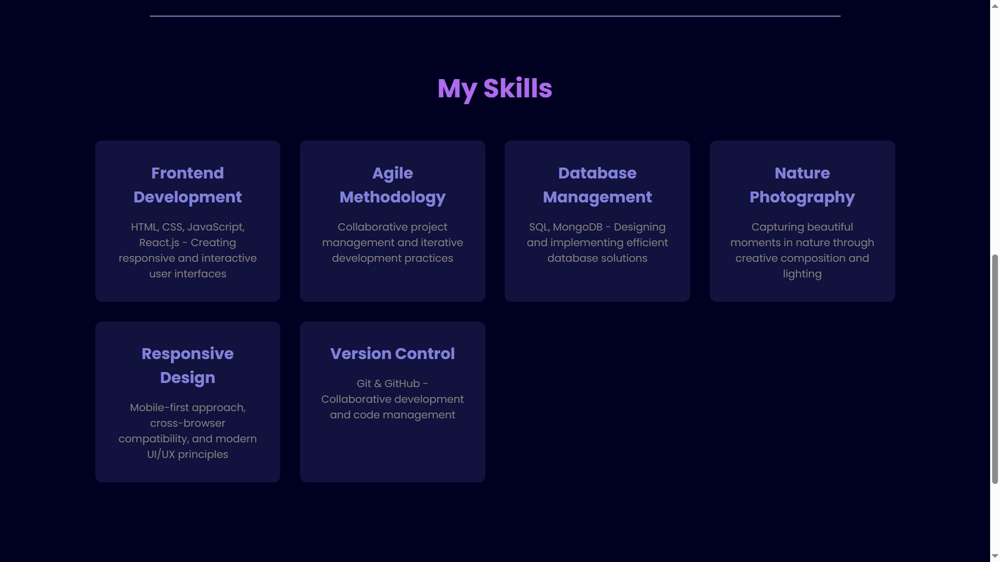 My Skills
Frontend
Development
HTML, CSS, JavaScript,
React.js - Creating
responsive and interactive
user interfaces
Agile
Methodology
Collaborative project
management and iterative
development practices
Database
Management
SQL, MongoDB - Designing
and implementing efficient
database solutions
Nature
Photography
Capturing beautiful
moments in nature through
creative composition and
lighting
Responsive
Design
Mobile-first approach,
cross-browser
compatibility, and modern
UI/UX principles
Version Control
Git & GitHub -
Collaborative development
and code management